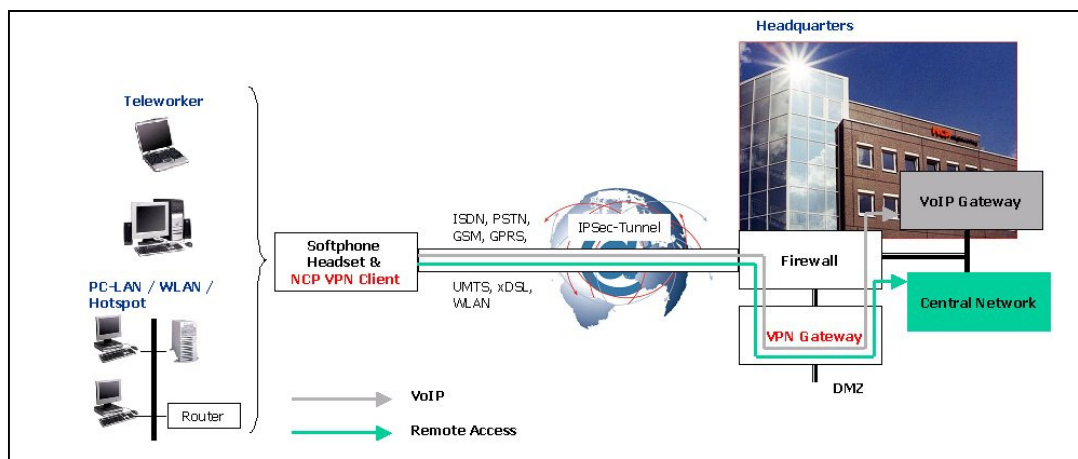 Headquarters
Teleworker
PC-LAN / WLAN /
Hotspot
Router
Softphone
Headset &
NCP VPN Client
ISDN, PSTN,
GSM, GPRS,
IPSec-Tunnel
UMTS, xDSL,
WLAN
NCP
VoIP Gateway
Firewall
Central Network
VPN Gateway
DMZ
VoIP
Remote Access